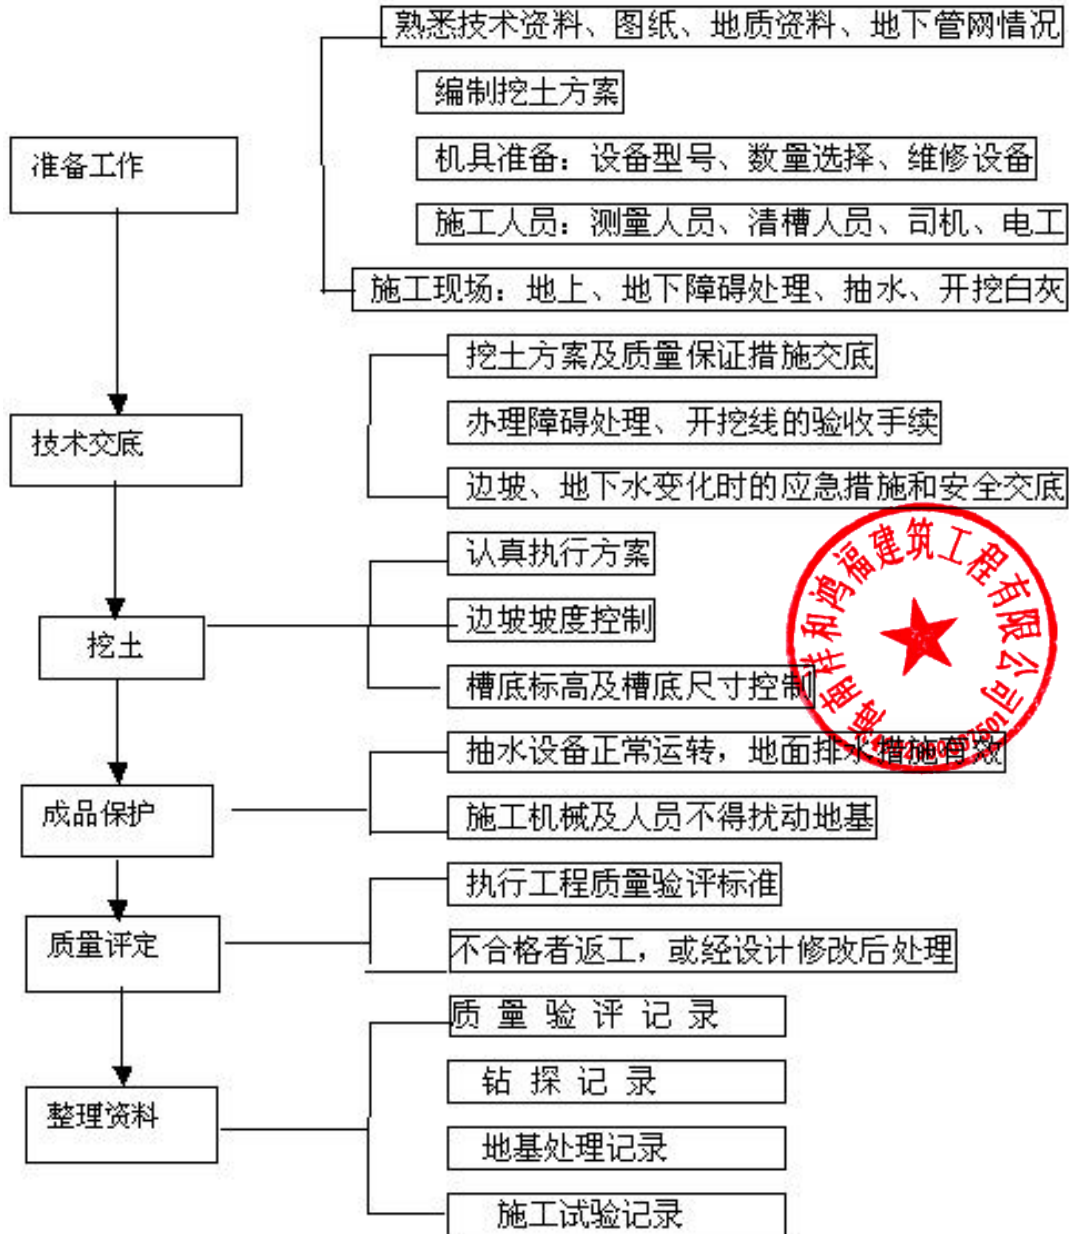 熟悉技术资料、图纸、地质资料、地下管网情况
编制挖土方案
准备工作
机具准备：设备型号、数量选择、维修设备
施工人员：测量人员、清槽人员、司机、电工
施工现场：地上、地下障碍处理、抽水、开挖白灰
挖土方案及质量保证措施交底
技术交底
办理障碍处理、开挖线的验收手续
边坡、地下水变化时的应急措施和安全交底
认真执行方案
挖土
边坡坡度控制
槽底标高及槽底尺寸控制
海南祥和鸿福建筑工程有限公司
抽水设备正常运转，地面排水措施有效
成品保护
施工机械及人员不得扰动地基
执行工程质量验评标准
质量评定
不合格者返工，或经设计修改后处理
质量验评记录
钻探记录
整理资料
地基处理记录
施工试验记录